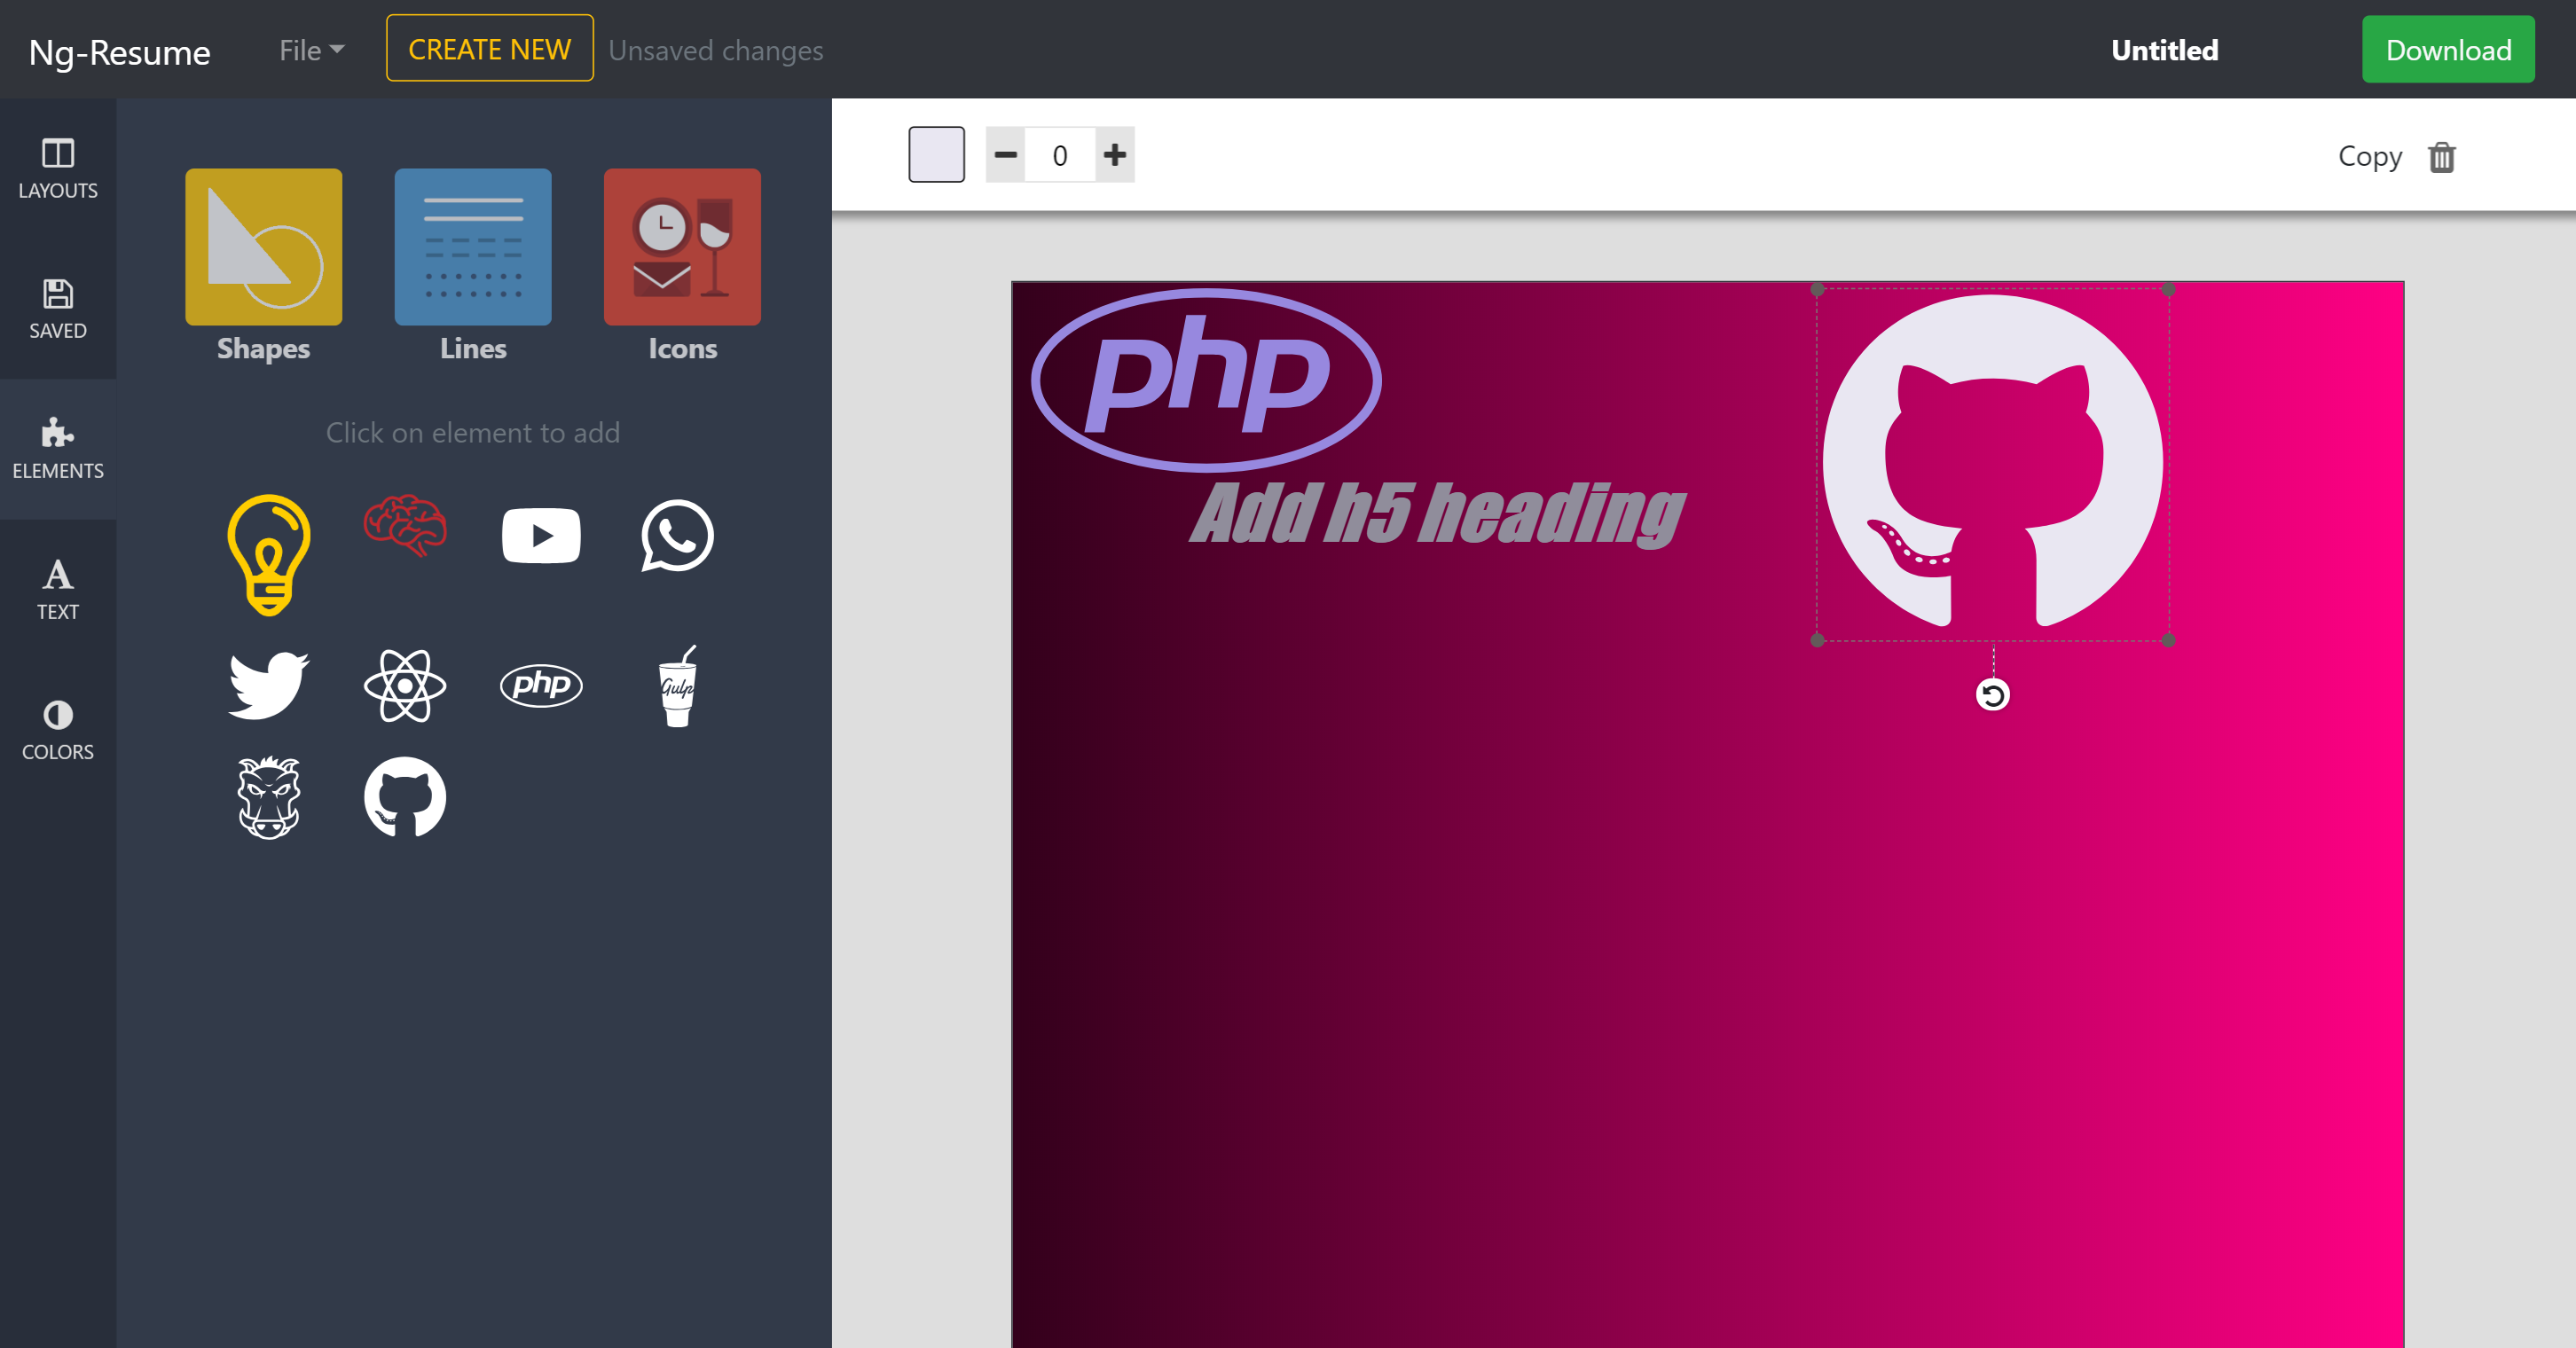 Ng-Resume File CREATE NEW Unsaved changes Untitled Download
LAYOUTS
SAVED
ELEMENTS
TEXT
COLORS
Shapes Lines Icons
Click on element to add
php
Gulp
0
Copy
php
Add h5 heading